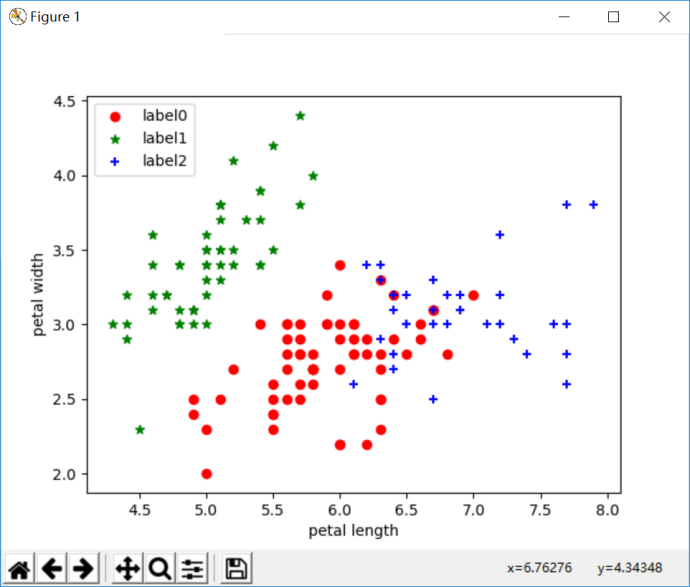 Figure 1
4.5
4.0
3.5
3.0
2.5
2.0
petal width
label0
label1
label2
4.5 5.0 5.5 6.0 6.5 7.0 7.5 8.0
petal length
x=6.76276 y=4.34348